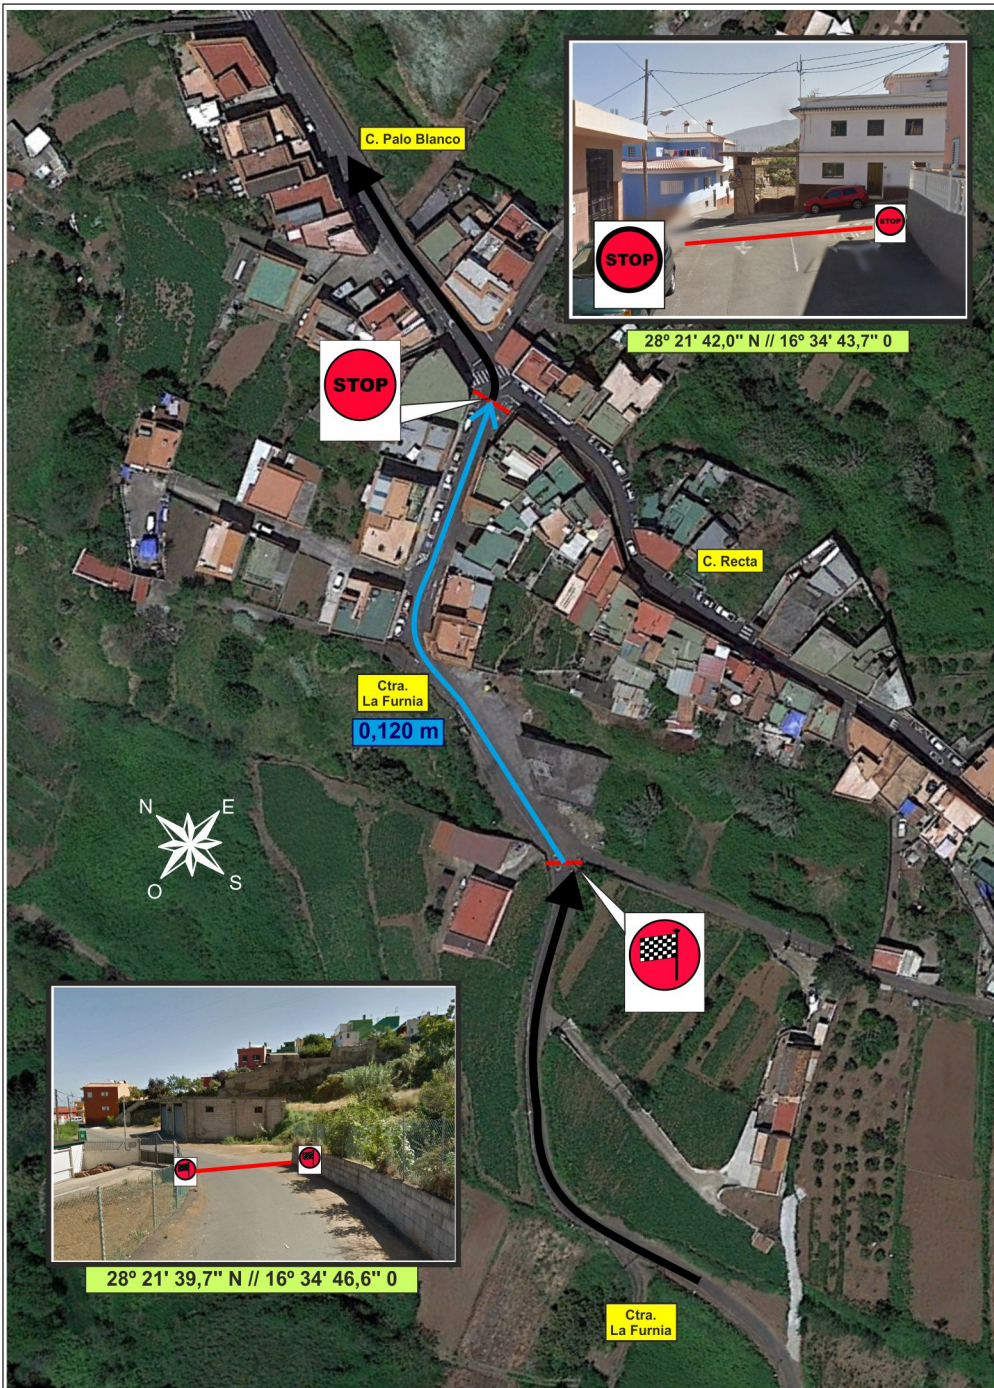 C. Palo Blanco
STOP
STOP
28º 21' 42,0'' N // 16º 34' 43,7'' 0
STOP
C. Recta
Ctra.
La Furnia
0,120 m
N
E
O
S
28º 21' 39,7'' N // 16º 34' 46,6'' 0
Ctra.
La Furnia